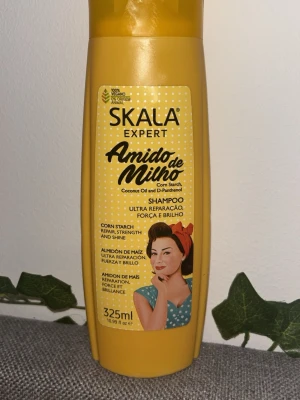 100%
VEGANO
SKALA®
EXPERT
Amido de
Milho
Corn Starch,
Coconut Oil and D-Panthenol
SHAMPOO
ULTRA REPARAÇÃO,
FORÇA E BRILHO
CORN STARCH
REPAIR, STRENGTH
AND SHINE
ALMIDÓN DE MAÍZ
ULTRA REPARACIÓN,
FUERZA Y BRILLO
AMIDON DE MAÏS
RÉPARATION,
FORCE ET
BRILLANCE
325ml